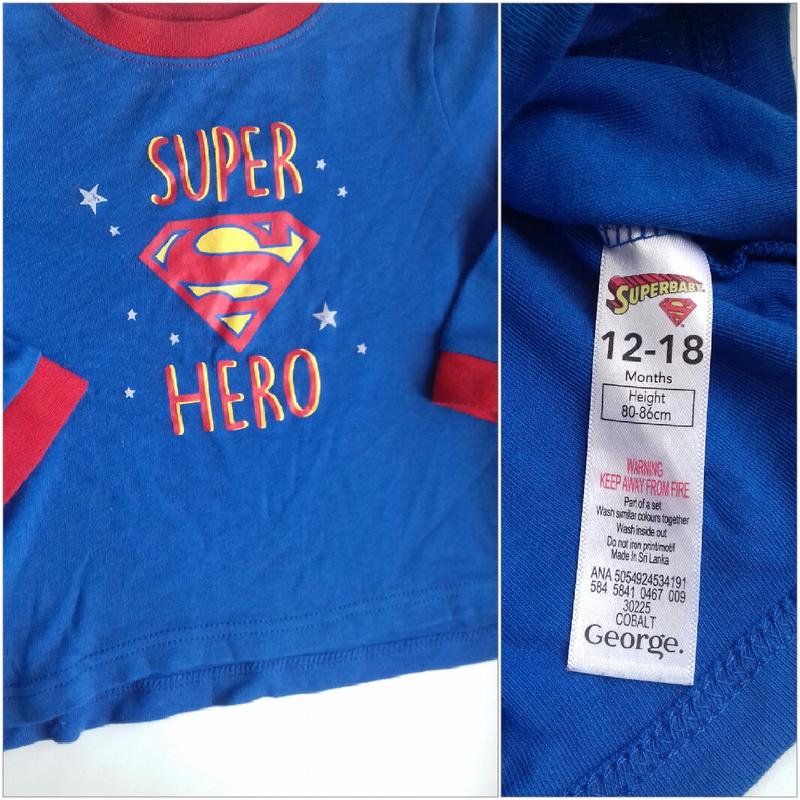 SUPER
S
HERO
SUPERBABY
S
12-18
Months
Height
80-86cm
WARNING
KEEP AWAY FROM FIRE
Part of a set
Wash similar colours together
Wash inside out
Do not iron print/motif
Made In Sri Lanka
ANA 5054924534191
584 5841 0467 009
30225
COBALT
George.